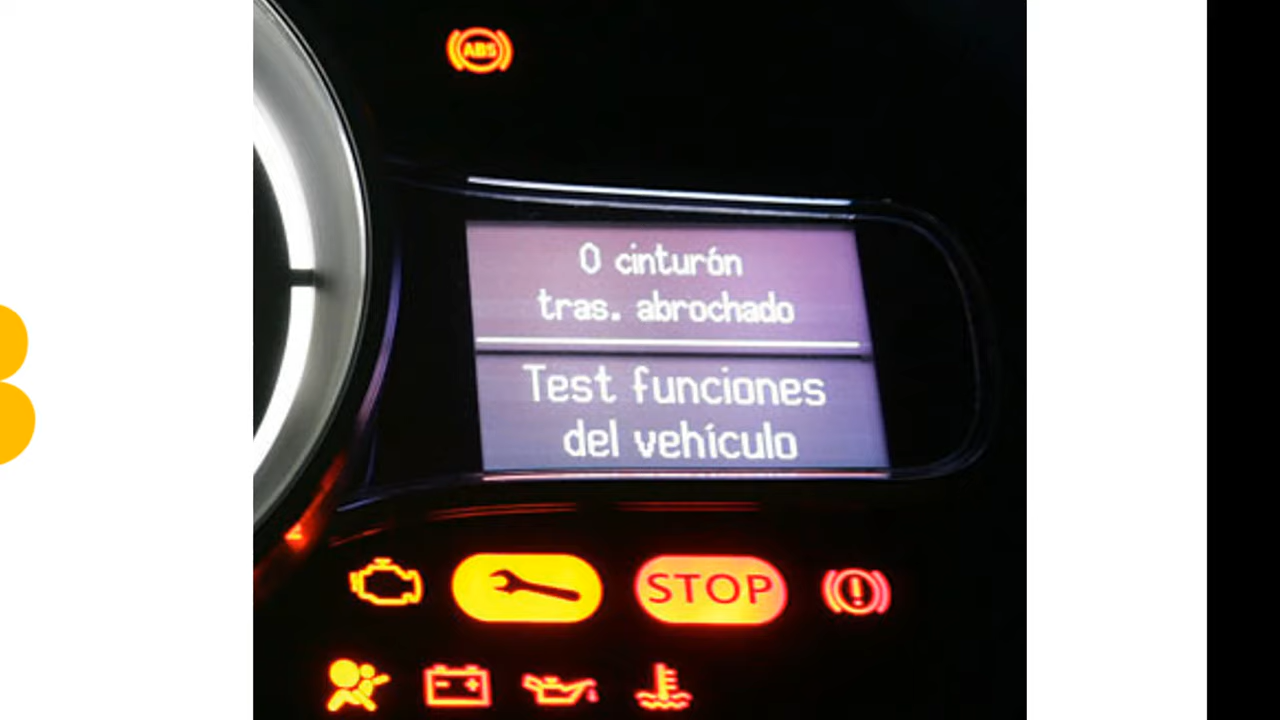 ABS
0 cinturón
tras. abrochado
Test funciones
del vehículo
STOP